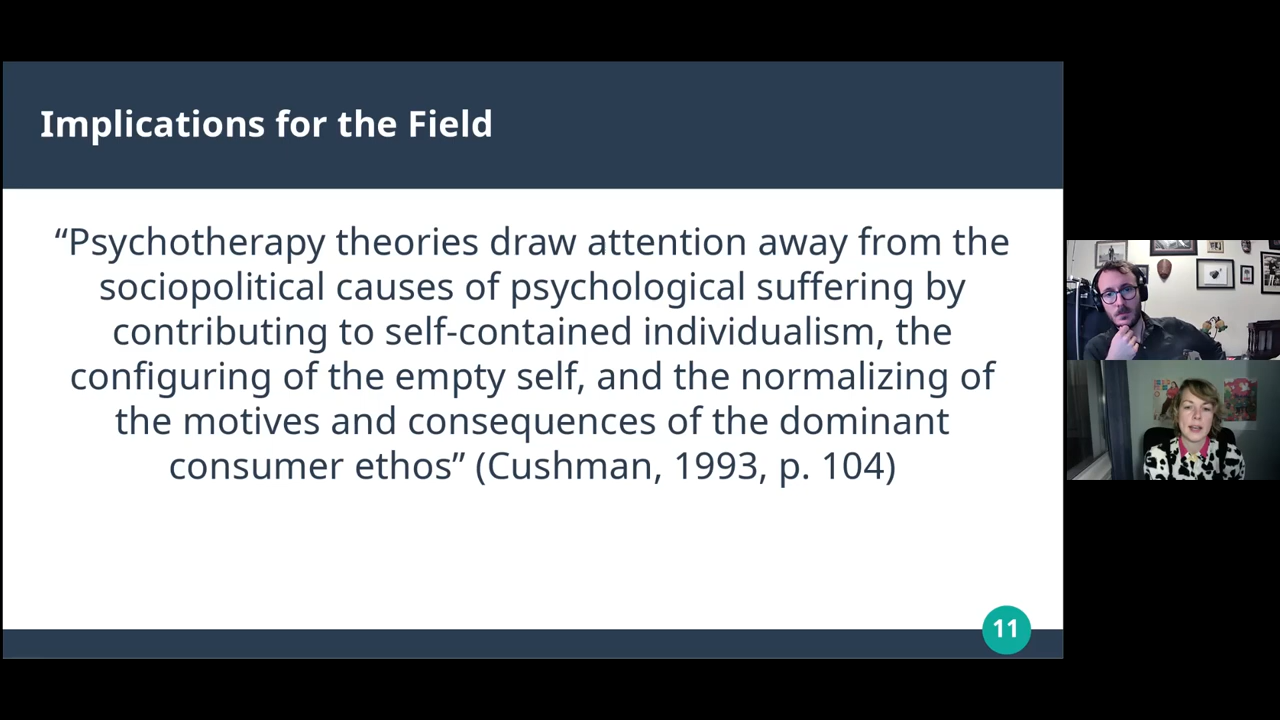 Implications for the Field
“Psychotherapy theories draw attention away from the
sociopolitical causes of psychological suffering by
contributing to self-contained individualism, the
configuring of the empty self, and the normalizing of
the motives and consequences of the dominant
consumer ethos” (Cushman, 1993, p. 104)
11